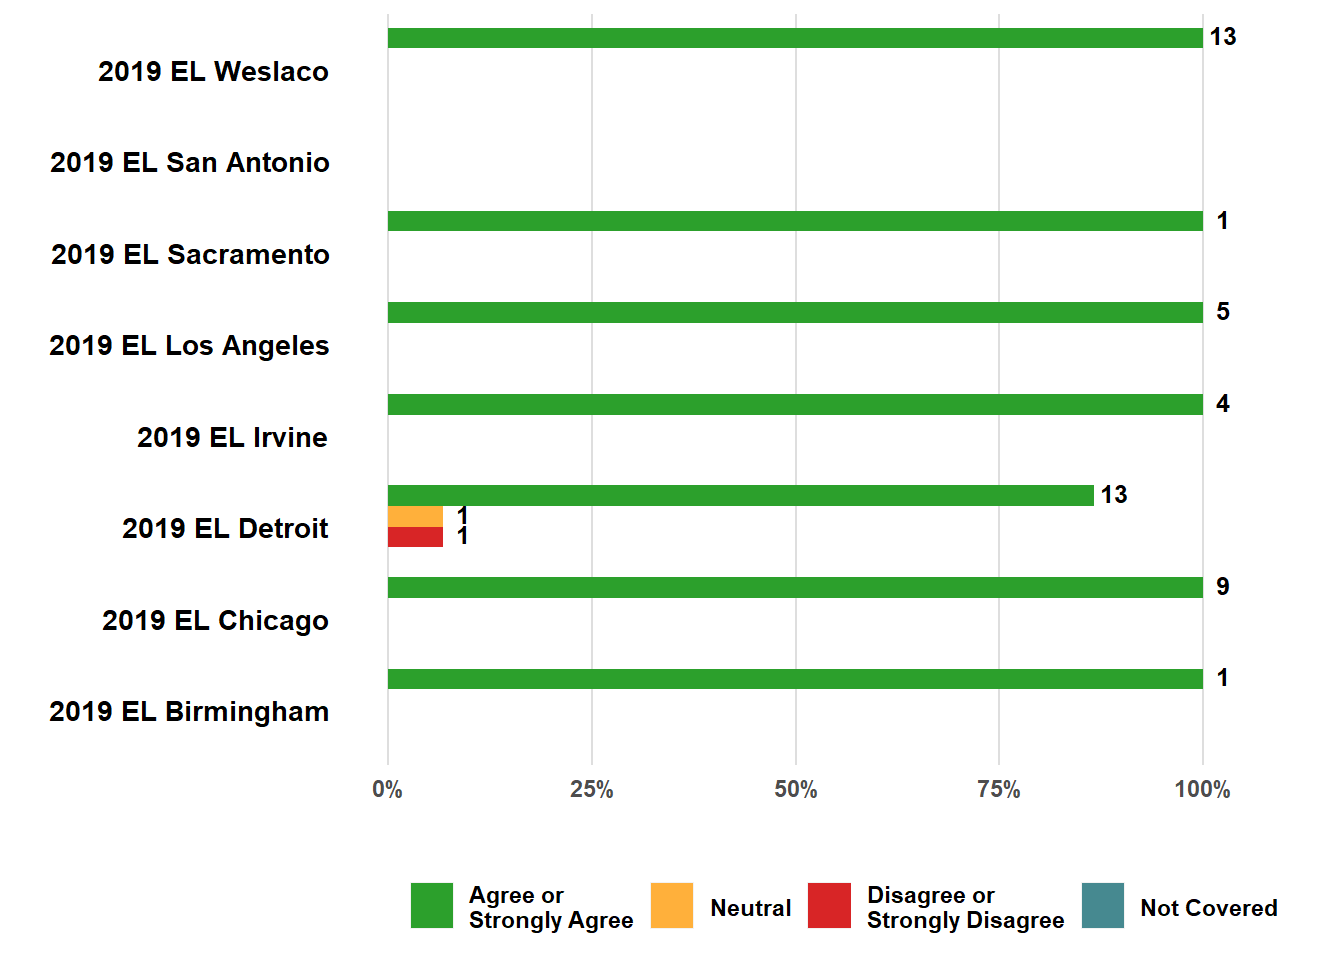 13
2019 EL Weslaco
2019 EL San Antonio
1
2019 EL Sacramento
5
2019 EL Los Angeles
4
2019 EL Irvine
13
1
2019 EL Detroit
1
9
2019 EL Chicago
1
2019 EL Birmingham
0% 25% 50% 75% 100%
Agree or
Strongly Agree
Neutral
Disagree or
Strongly Disagree
Not Covered